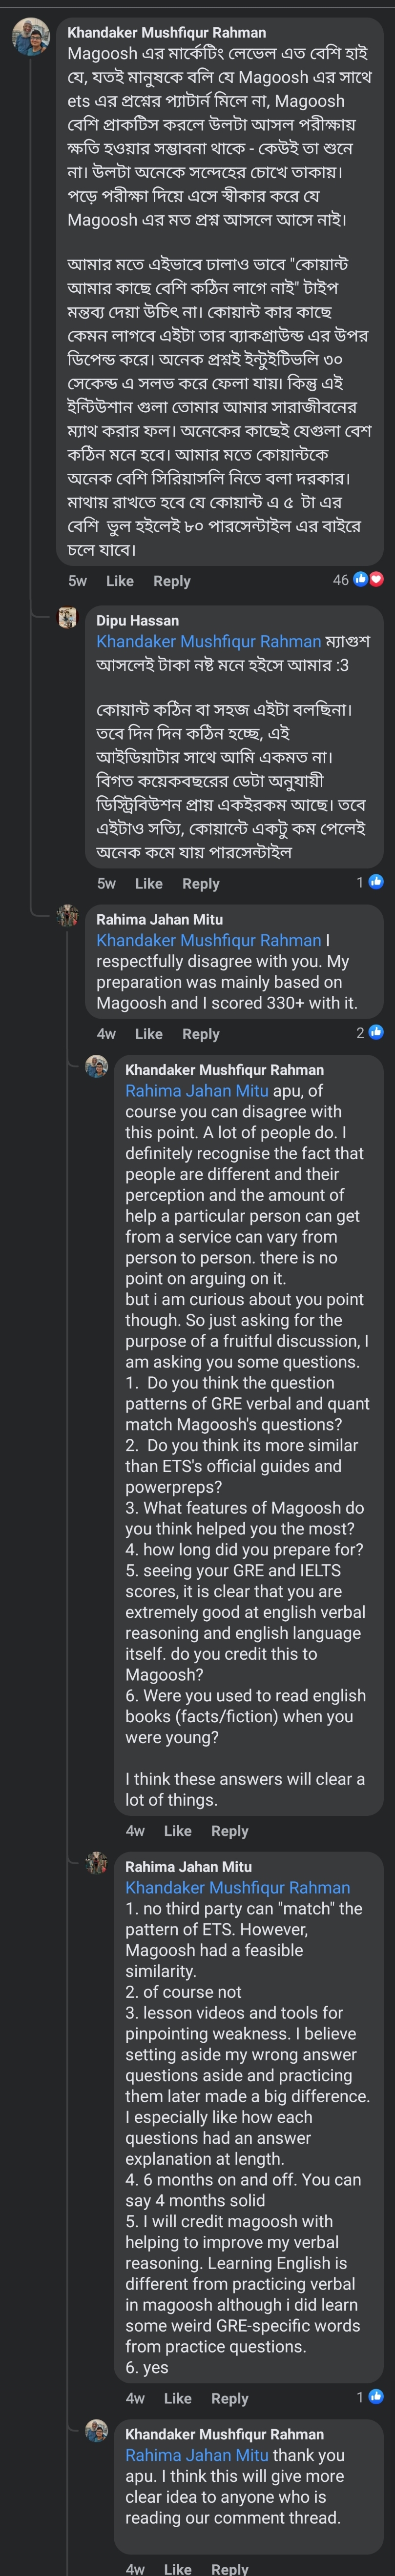 Khandaker Mushfiqur Rahman
Magoosh এর মার্কেটিং লেভেল এত বেশি হাই
যে, যতই মানুষকে বলি যে Magoosh এর সাথে
ets এর প্রশ্নের প্যাটার্ন মিলে না, Magoosh
বেশি প্রাকটিস করলে উলটা আসল পরীক্ষায়
ক্ষতি হওয়ার সম্ভাবনা থাকে - কেউই তা শুনে
না। উলটা অনেকে সন্দেহের চোখে তাকায়।
পড়ে পরীক্ষা দিয়ে এসে স্বীকার করে যে
Magoosh এর মত প্রশ্ন আসলে আসে নাই।
আমার মতে এইভাবে ঢালাও ভাবে "কোয়ান্ট
আমার কাছে বেশি কঠিন লাগে নাই" টাইপ
মন্তব্য দেয়া উচিৎ না। কোয়ান্ট কার কাছে
কেমন লাগবে এইটা তার ব্যাকগ্রাউন্ড এর উপর
ডিপেন্ড করে। অনেক প্রশ্নই ইন্টুইটিভলি ৩০
সেকেন্ড এ সলভ করে ফেলা যায়। কিন্তু এই
ইন্টিউশান গুলা তোমার আমার সারাজীবনের
ম্যাথ করার ফল। অনেকের কাছেই যেগুলা বেশ
কঠিন মনে হবে। আমার মতে কোয়ান্টকে
অনেক বেশি সিরিয়াসলি নিতে বলা দরকার।
মাথায় রাখতে হবে যে কোয়ান্ট এ ৫ টা এর
বেশি ভুল হইলেই ৮০ পারসেন্টাইল এর বাইরে
চলে যাবে।
5w Like Reply 46
Dipu Hassan
Khandaker Mushfiqur Rahman ম্যাগুশ
আসলেই টাকা নষ্ট মনে হইসে আমার :3
কোয়ান্ট কঠিন বা সহজ এইটা বলছিনা।
তবে দিন দিন কঠিন হচ্ছে, এই
আইডিয়াটার সাথে আমি একমত না।
বিগত কয়েকবছরের ডেটা অনুযায়ী
ডিস্ট্রিবিউশন প্রায় একইরকম আছে। তবে
এইটাও সত্যি, কোয়ান্টে একটু কম পেলেই
অনেক কমে যায় পারসেন্টাইল
5w Like Reply 1
Rahima Jahan Mitu
Khandaker Mushfiqur Rahman I
respectfully disagree with you. My
preparation was mainly based on
Magoosh and I scored 330+ with it.
4w Like Reply 2
Khandaker Mushfiqur Rahman
Rahima Jahan Mitu apu, of
course you can disagree with
this point. A lot of people do. I
definitely recognise the fact that
people are different and their
perception and the amount of
help a particular person can get
from a service can vary from
person to person. there is no
point on arguing on it.
but i am curious about you point
though. So just asking for the
purpose of a fruitful discussion, I
am asking you some questions.
1. Do you think the question
patterns of GRE verbal and quant
match Magoosh's questions?
2. Do you think its more similar
than ETS's official guides and
powerpreps?
3. What features of Magoosh do
you think helped you the most?
4. how long did you prepare for?
5. seeing your GRE and IELTS
scores, it is clear that you are
extremely good at english verbal
reasoning and english language
itself. do you credit this to
Magoosh?
6. Were you used to read english
books (facts/fiction) when you
were young?
I think these answers will clear a
lot of things.
4w Like Reply
Rahima Jahan Mitu
Khandaker Mushfiqur Rahman
1. no third party can "match" the
pattern of ETS. However,
Magoosh had a feasible
similarity.
2. of course not
3. lesson videos and tools for
pinpointing weakness. I believe
setting aside my wrong answer
questions aside and practicing
them later made a big difference.
I especially like how each
questions had an answer
explanation at length.
4. 6 months on and off. You can
say 4 months solid
5. I will credit magoosh with
helping to improve my verbal
reasoning. Learning English is
different from practicing verbal
in magoosh although i did learn
some weird GRE-specific words
from practice questions.
6. yes
4w Like Reply 1
Khandaker Mushfiqur Rahman
Rahima Jahan Mitu thank you
apu. I think this will give more
clear idea to anyone who is
reading our comment thread.
4w Like Reply